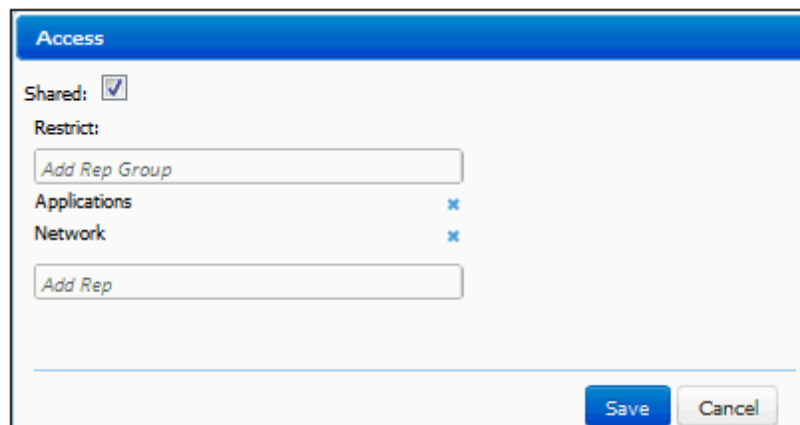 Access
Shared:
Restrict:
Add Rep Group
Applications
Network
Add Rep
Save Cancel